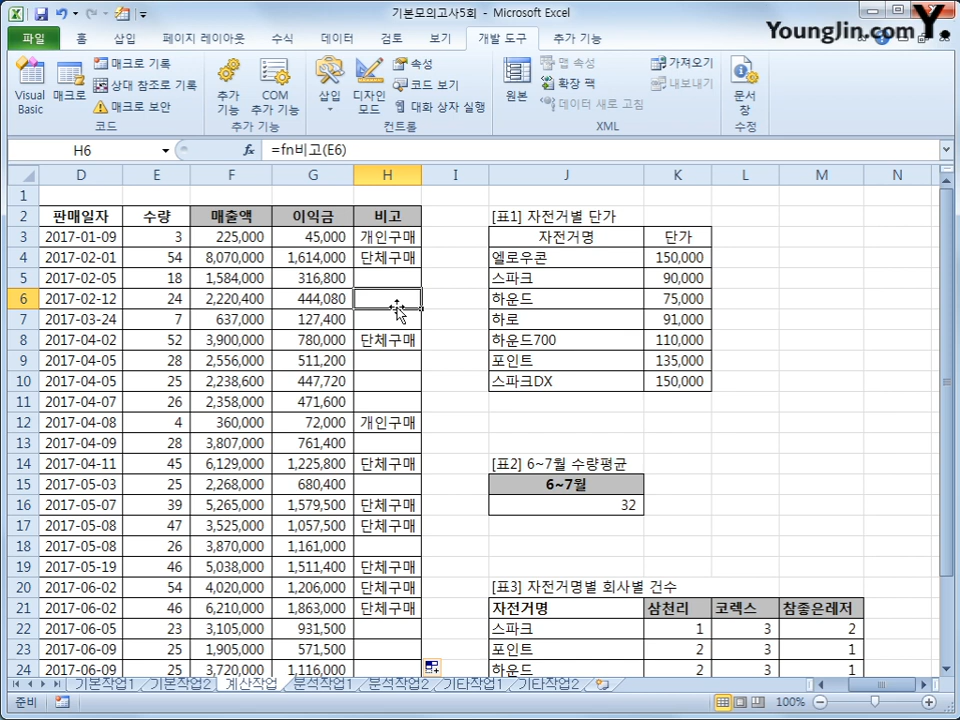 기본모의고사5회 - Microsoft Excel
Younglin.com Y.
파일 홈 삽입 페이지 레이아웃 수식 데이터 검토 보기 개발 도구 추가 기능
Visual Basic
매크로
매크로 기록
상대 참조로 기록
매크로 보안
코드
추가 기능
COM 추가 기능
추가 기능
삽입
디자인 모드
속성
코드 보기
대화 상자 실행
컨트롤
원본
맵 속성
확장 팩
데이터 새로 고침
가져오기
내보내기
XML
문서 창
수정
H6 fx =fn비고(E6)
D E F G H I J K L M N
1
2 판매일자 수량 매출액 이익금 비고 [표1] 자전거별 단가
3 2017-01-09 3 225,000 45,000 개인구매 자전거명 단가
4 2017-02-01 54 8,070,000 1,614,000 단체구매 엘로우콘 150,000
5 2017-02-05 18 1,584,000 316,800 스파크 90,000
6 2017-02-12 24 2,220,400 444,080 하운드 75,000
7 2017-03-24 7 637,000 127,400 하로 91,000
8 2017-04-02 52 3,900,000 780,000 단체구매 하운드700 110,000
9 2017-04-05 28 2,556,000 511,200 포인트 135,000
10 2017-04-05 25 2,238,600 447,720 스파크DX 150,000
11 2017-04-07 26 2,358,000 471,600
12 2017-04-08 4 360,000 72,000 개인구매
13 2017-04-09 28 3,807,000 761,400
14 2017-04-11 45 6,129,000 1,225,800 단체구매 [표2] 6~7월 수량평균
15 2017-05-03 25 2,268,000 680,400 6~7월
16 2017-05-07 39 5,265,000 1,579,500 단체구매 32
17 2017-05-08 47 3,525,000 1,057,500 단체구매
18 2017-05-08 26 3,870,000 1,161,000
19 2017-05-19 46 5,038,000 1,511,400 단체구매
20 2017-06-02 54 4,020,000 1,206,000 단체구매 [표3] 자전거명별 회사별 건수
21 2017-06-02 46 6,210,000 1,863,000 단체구매 자전거명 삼천리 코렉스 참좋은레저
22 2017-06-05 23 3,105,000 931,500 스파크 1 3 2
23 2017-06-09 25 1,905,000 571,500 포인트 2 3 1
24 2017-06-09 25 3,720,000 1,116,000 하운드 2 3 1
기본작업1 기본작업2 계산작업 분석작업1 분석작업2 기타작업1 기타작업2
준비 100%